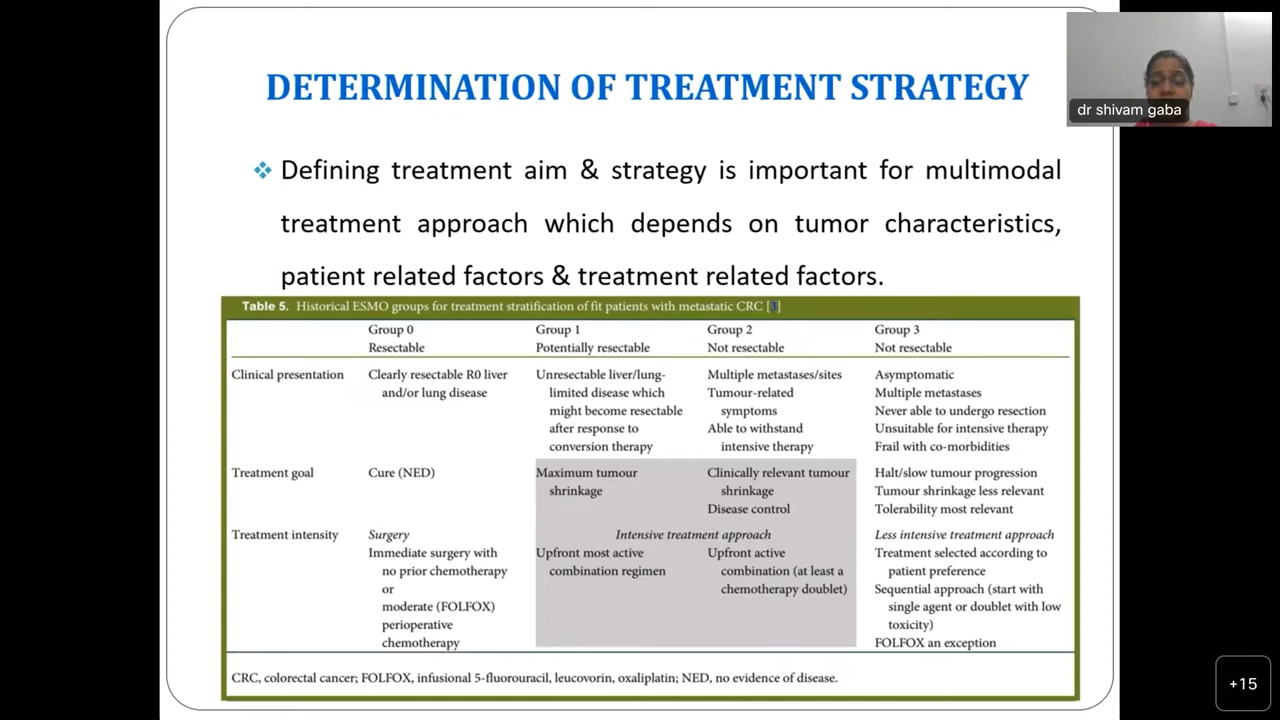 DETERMINATION OF TREATMENT STRATEGY
dr shivam gaba
❖ Defining treatment aim & strategy is important for multimodal
treatment approach which depends on tumor characteristics,
patient related factors & treatment related factors.
Table 5. Historical ESMO groups for treatment stratification of fit patients with metastatic CRC [3]
Group 0 Group 1 Group 2 Group 3
Resectable Potentially resectable Not resectable Not resectable
Clinical presentation Clearly resectable R0 liver Unresectable liver/lung- Multiple metastases/sites Asymptomatic
and/or lung disease limited disease which Tumour-related Multiple metastases
might become resectable symptoms Never able to undergo resection
after response to Able to withstand Unsuitable for intensive therapy
conversion therapy intensive therapy Frail with co-morbidities
Treatment goal Cure (NED) Maximum tumour Clinically relevant tumour Halt/slow tumour progression
shrinkage shrinkage Tumour shrinkage less relevant
Disease control Tolerability most relevant
Treatment intensity Surgery Intensive treatment approach Less intensive treatment approach
Immediate surgery with Upfront most active Upfront active Treatment selected according to
no prior chemotherapy combination regimen combination (at least a patient preference
or chemotherapy doublet) Sequential approach (start with
moderate (FOLFOX) single agent or doublet with low
perioperative toxicity)
chemotherapy FOLFOX an exception
CRC, colorectal cancer; FOLFOX, infusional 5-fluorouracil, leucovorin, oxaliplatin; NED, no evidence of disease.
+15